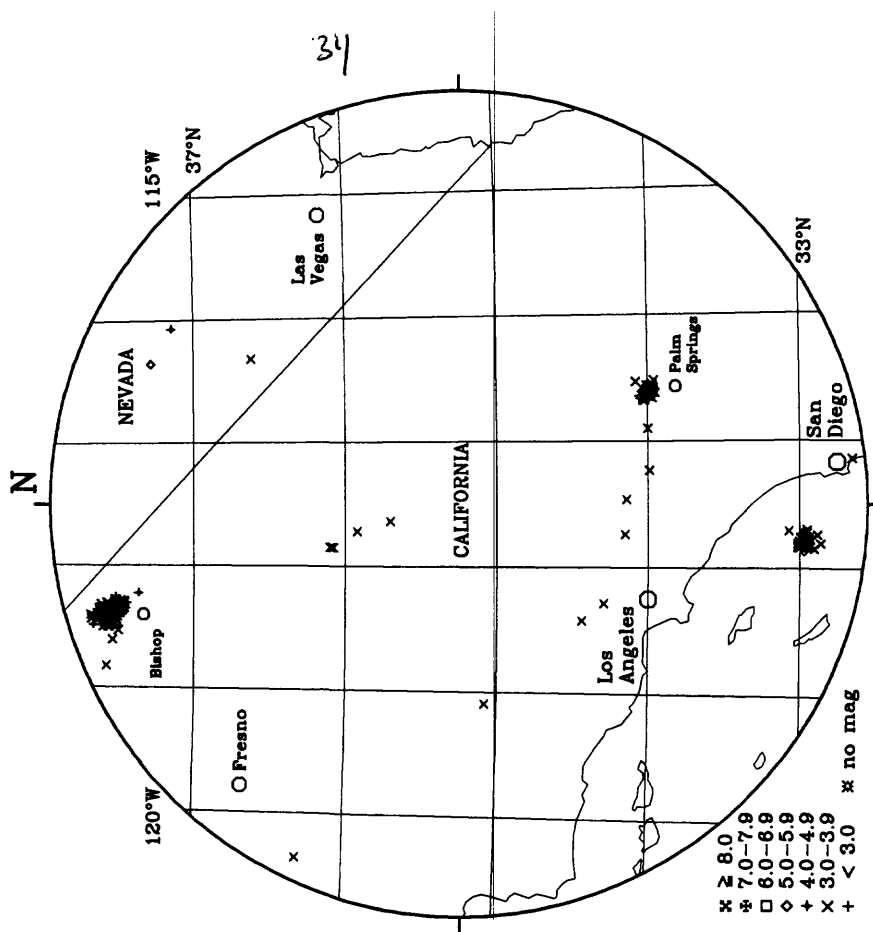 34
N
115°W
37°N
NEVADA
Las
Vegas
Bishop
CALIFORNIA
Fresno
120°W
Palm
Springs
Los
Angeles
San
Diego
33°N
≥ 8.0
7.0-7.9
6.0-6.9
5.0-5.9
4.0-4.9
3.0-3.9
< 3.0
no mag